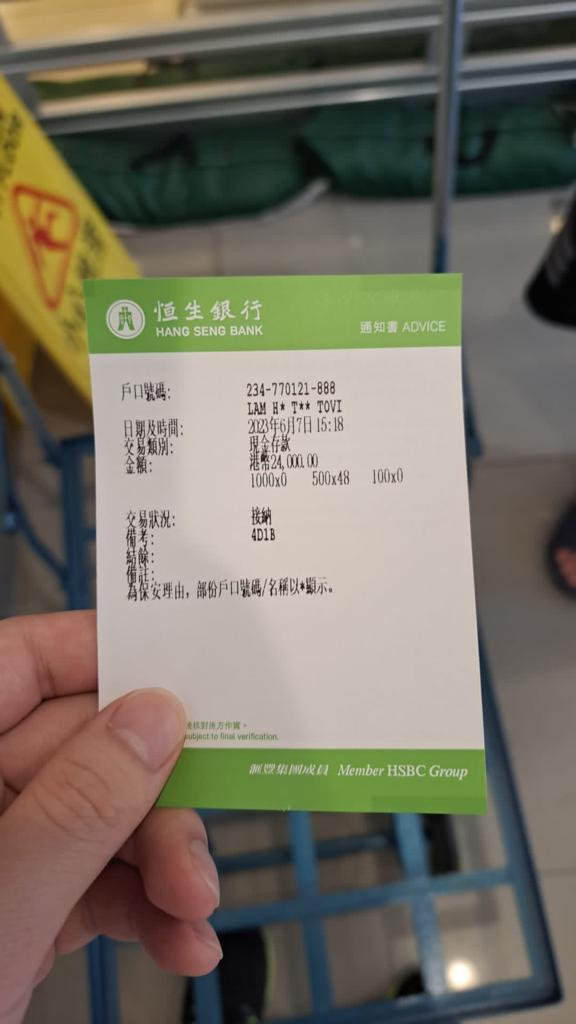 恒生銀行
HANG SENG BANK
通知書 ADVICE
戶口號碼: 234-770121-888
LAM H* T** TOVI
日期及時間: 2023年6月7日 15:18
交易類別: 現金存款
金額: 港幣24,000.00
1000x0 500x48 100x0
交易狀況: 接納
備考: 4D1B
結餘:
備註:
為保安理由，部份戶口號碼/名稱以*顯示。
後核對後方作實。
subject to final verification.
滙豐集團成員 Member HSBC Group